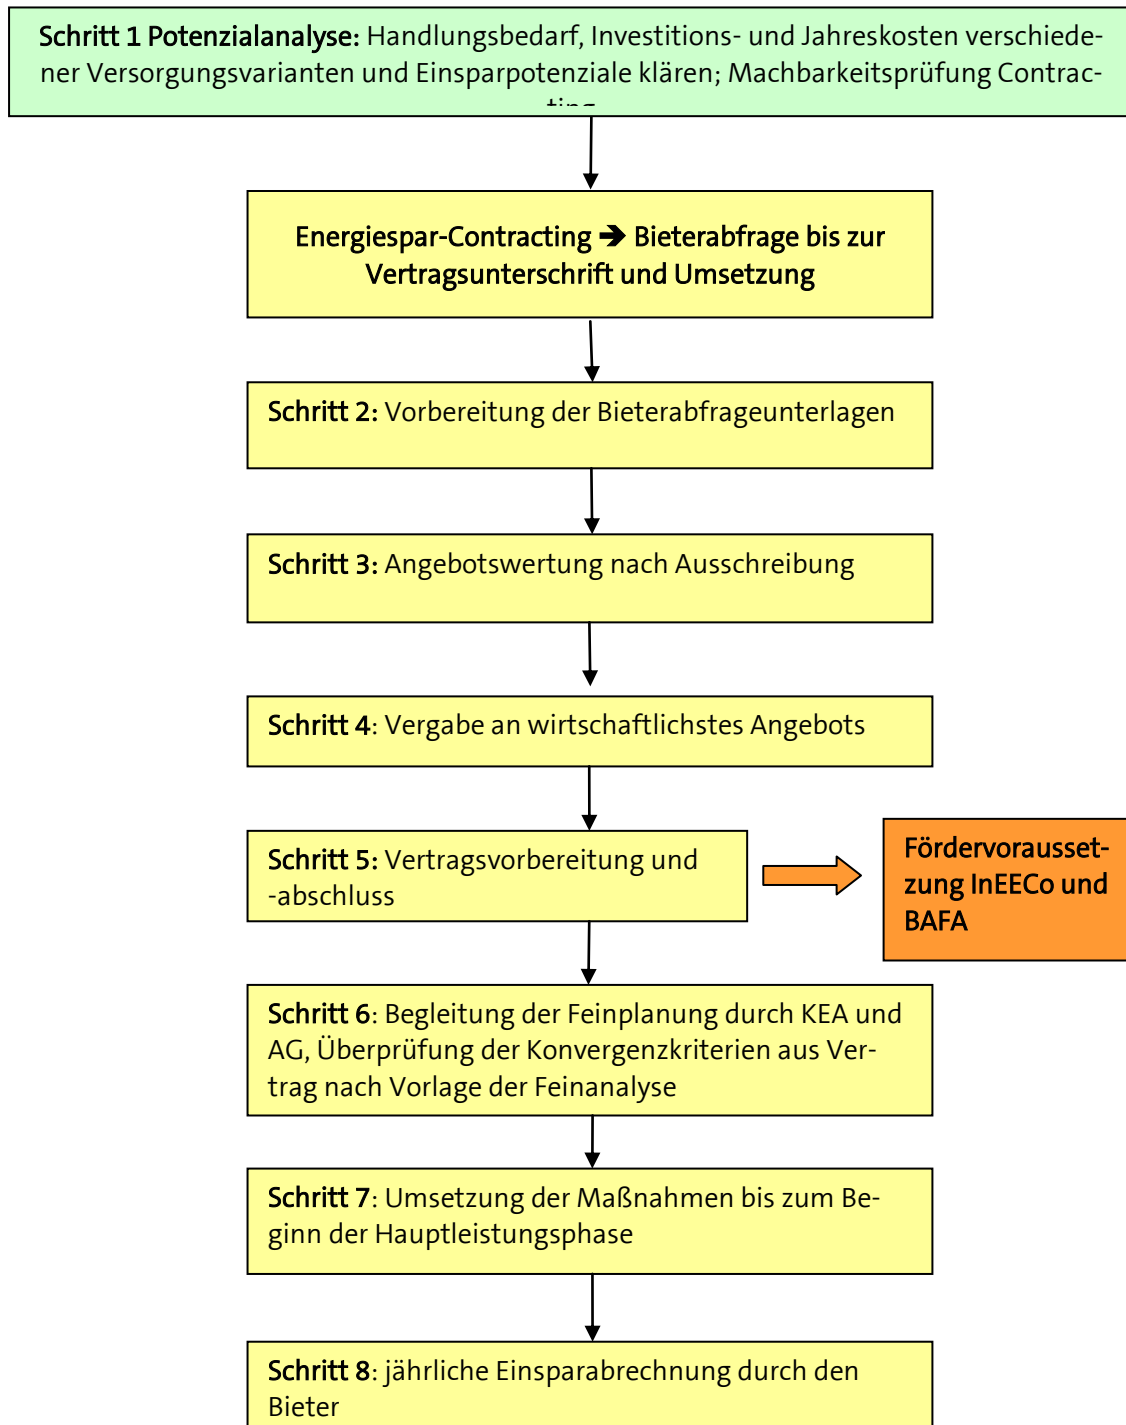 Schritt 1 Potenzialanalyse: Handlungsbedarf, Investitions- und Jahreskosten verschiede-
ner Versorgungsvarianten und Einsparpotenziale klären; Machbarkeitsprüfung Contrac-
ting
Energiespar-Contracting ➔ Bieterabfrage bis zur
Vertragsunterschrift und Umsetzung
Schritt 2: Vorbereitung der Bieterabfrageunterlagen
Schritt 3: Angebotswertung nach Ausschreibung
Schritt 4: Vergabe an wirtschaftlichstes Angebots
Schritt 5: Vertragsvorbereitung und
-abschluss
Fördervorausset-
zung InEECo und
BAFA
Schritt 6: Begleitung der Feinplanung durch KEA und
AG, Überprüfung der Konvergenzkriterien aus Ver-
trag nach Vorlage der Feinanalyse
Schritt 7: Umsetzung der Maßnahmen bis zum Be-
ginn der Hauptleistungsphase
Schritt 8: jährliche Einsparabrechnung durch den
Bieter